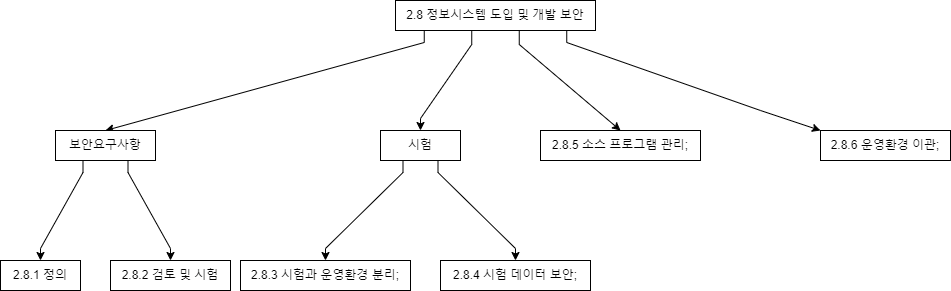 2.8 정보시스템 도입 및 개발 보안
보안요구사항
시험
2.8.5 소스 프로그램 관리;
2.8.6 운영환경 이관;
2.8.1 정의
2.8.2 검토 및 시험
2.8.3 시험과 운영환경 분리;
2.8.4 시험 데이터 보안;